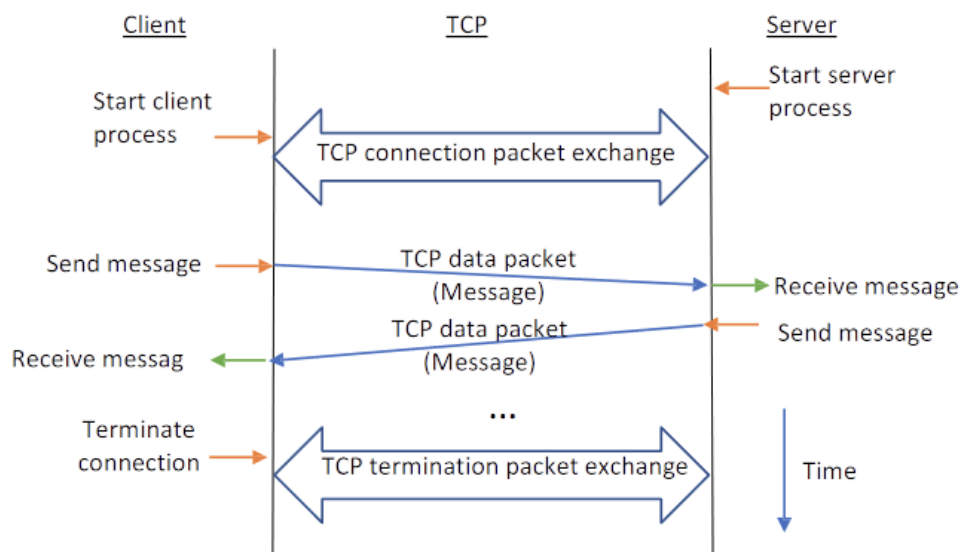 Client
TCP
Server
Start server
process
Start client
process
TCP connection packet exchange
Send message
TCP data packet
(Message)
Receive message
TCP data packet
(Message)
Send message
Receive messag
...
Terminate
connection
TCP termination packet exchange
Time